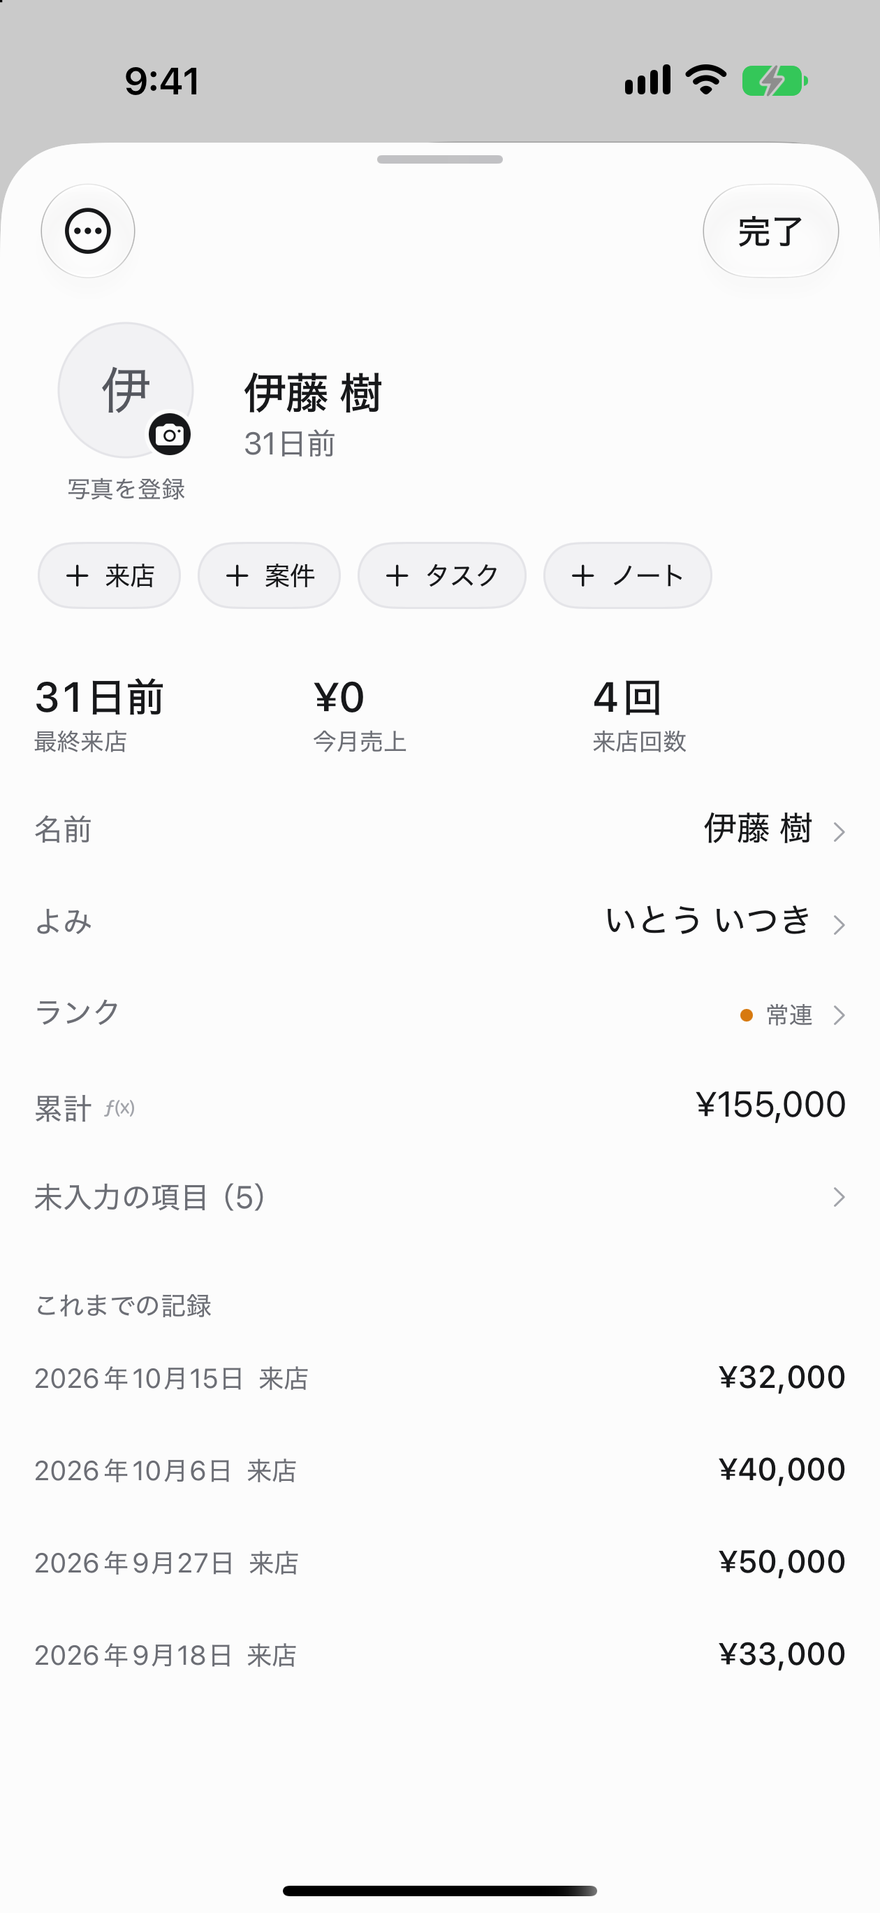 9:41
完了
伊
伊藤 樹
31日前
写真を登録
+ 来店
+ 案件
+ タスク
+ ノート
31日前
¥0
4回
最終来店
今月売上
来店回数
名前
伊藤 樹
よみ
いとう いつき
ランク
常連
累計 f(x)
¥155,000
未入力の項目（5）
これまでの記録
2026年10月15日 来店
¥32,000
2026年10月6日 来店
¥40,000
2026年9月27日 来店
¥50,000
2026年9月18日 来店
¥33,000